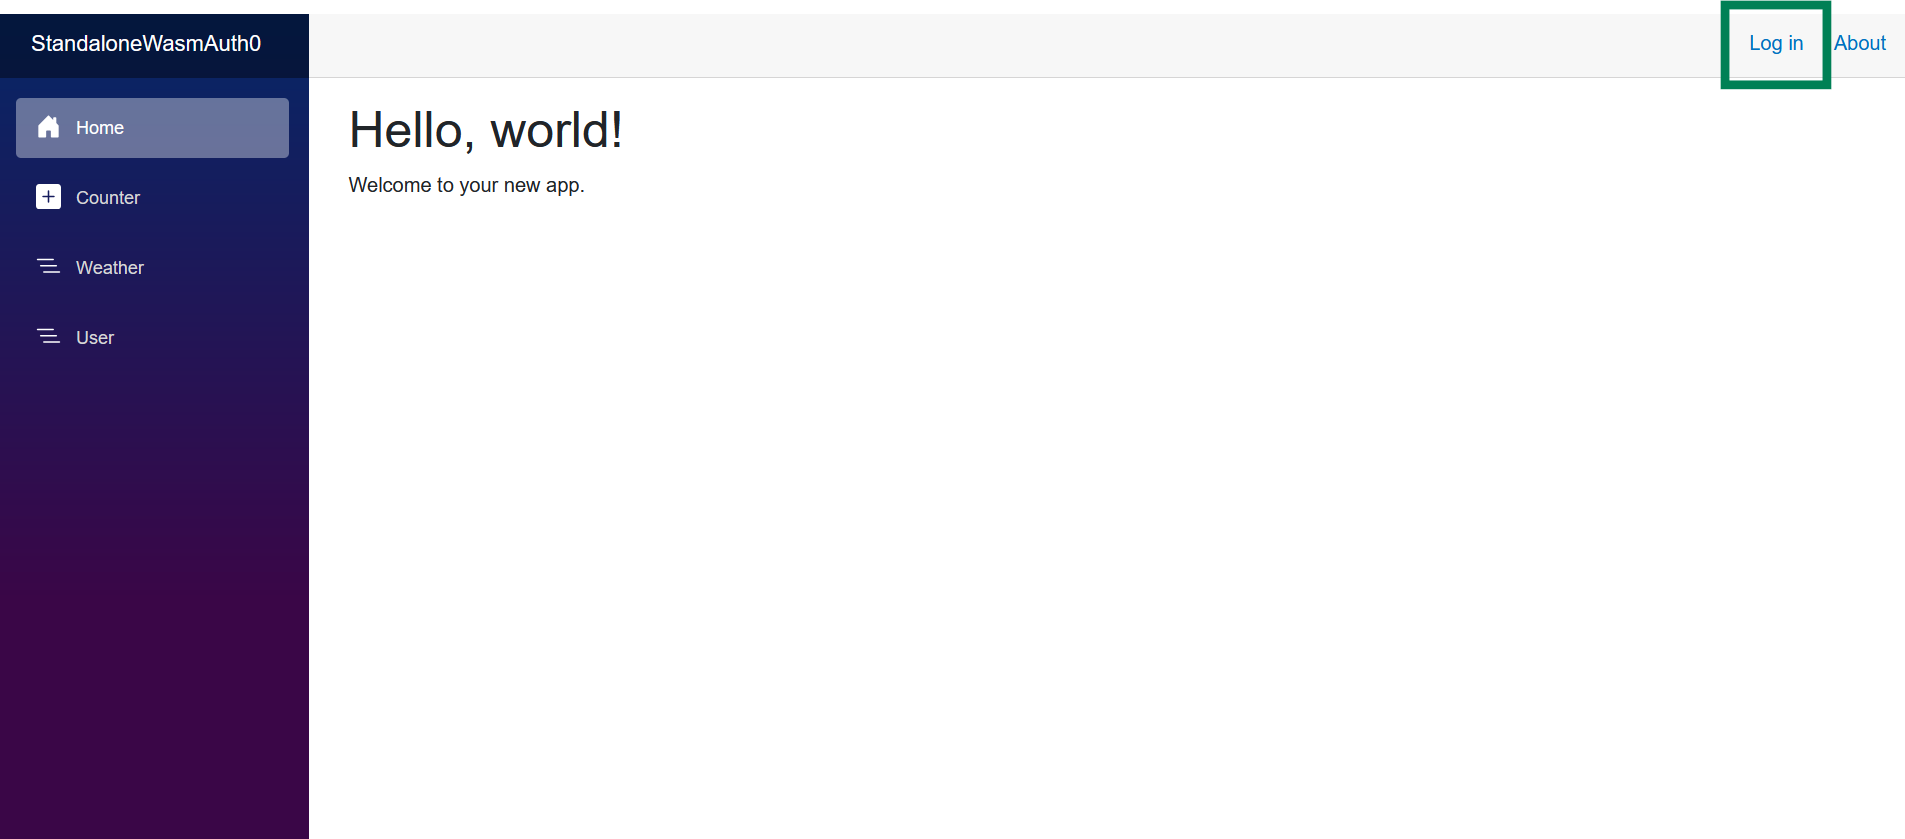 StandaloneWasmAuth0
Log in
About
Home
Counter
Weather
User
Hello, world!
Welcome to your new app.